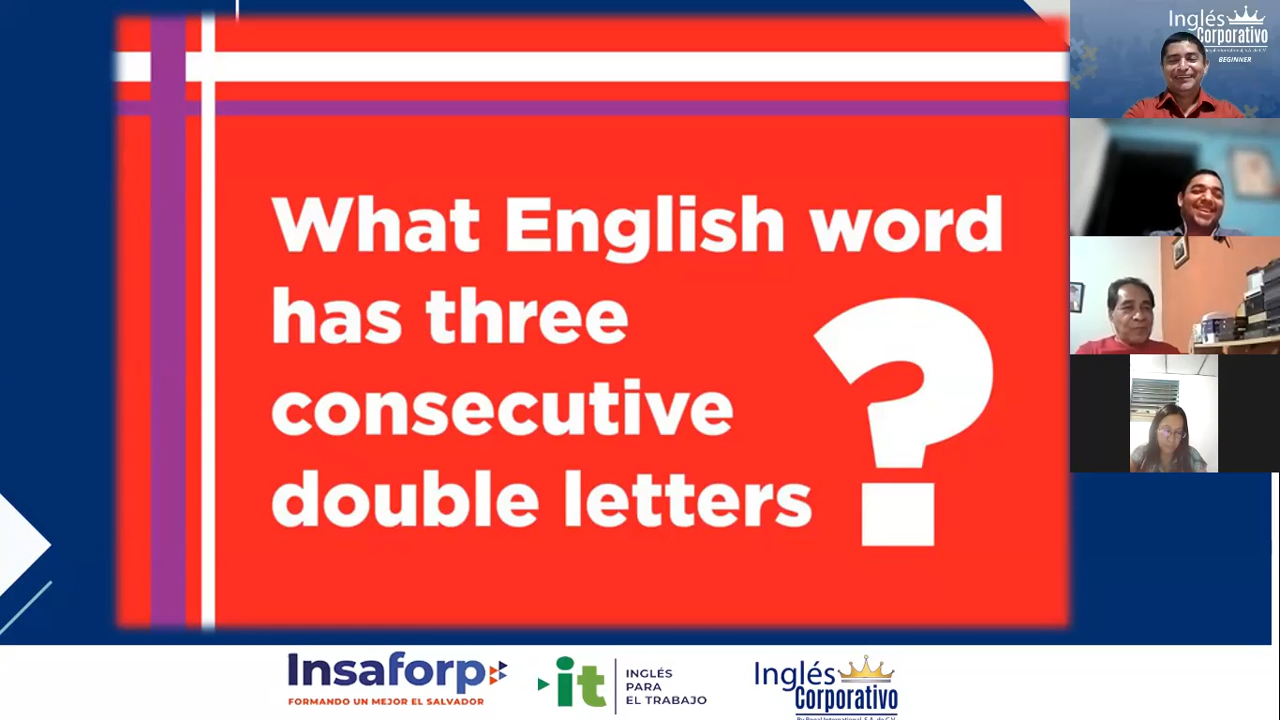 What English word
has three
consecutive
double letters
?
Inglés
Corporativo
BEGINNER
Insaforp
FORMANDO UN MEJOR EL SALVADOR
it
INGLÉS
PARA
EL TRABAJO
Inglés
Corporativo